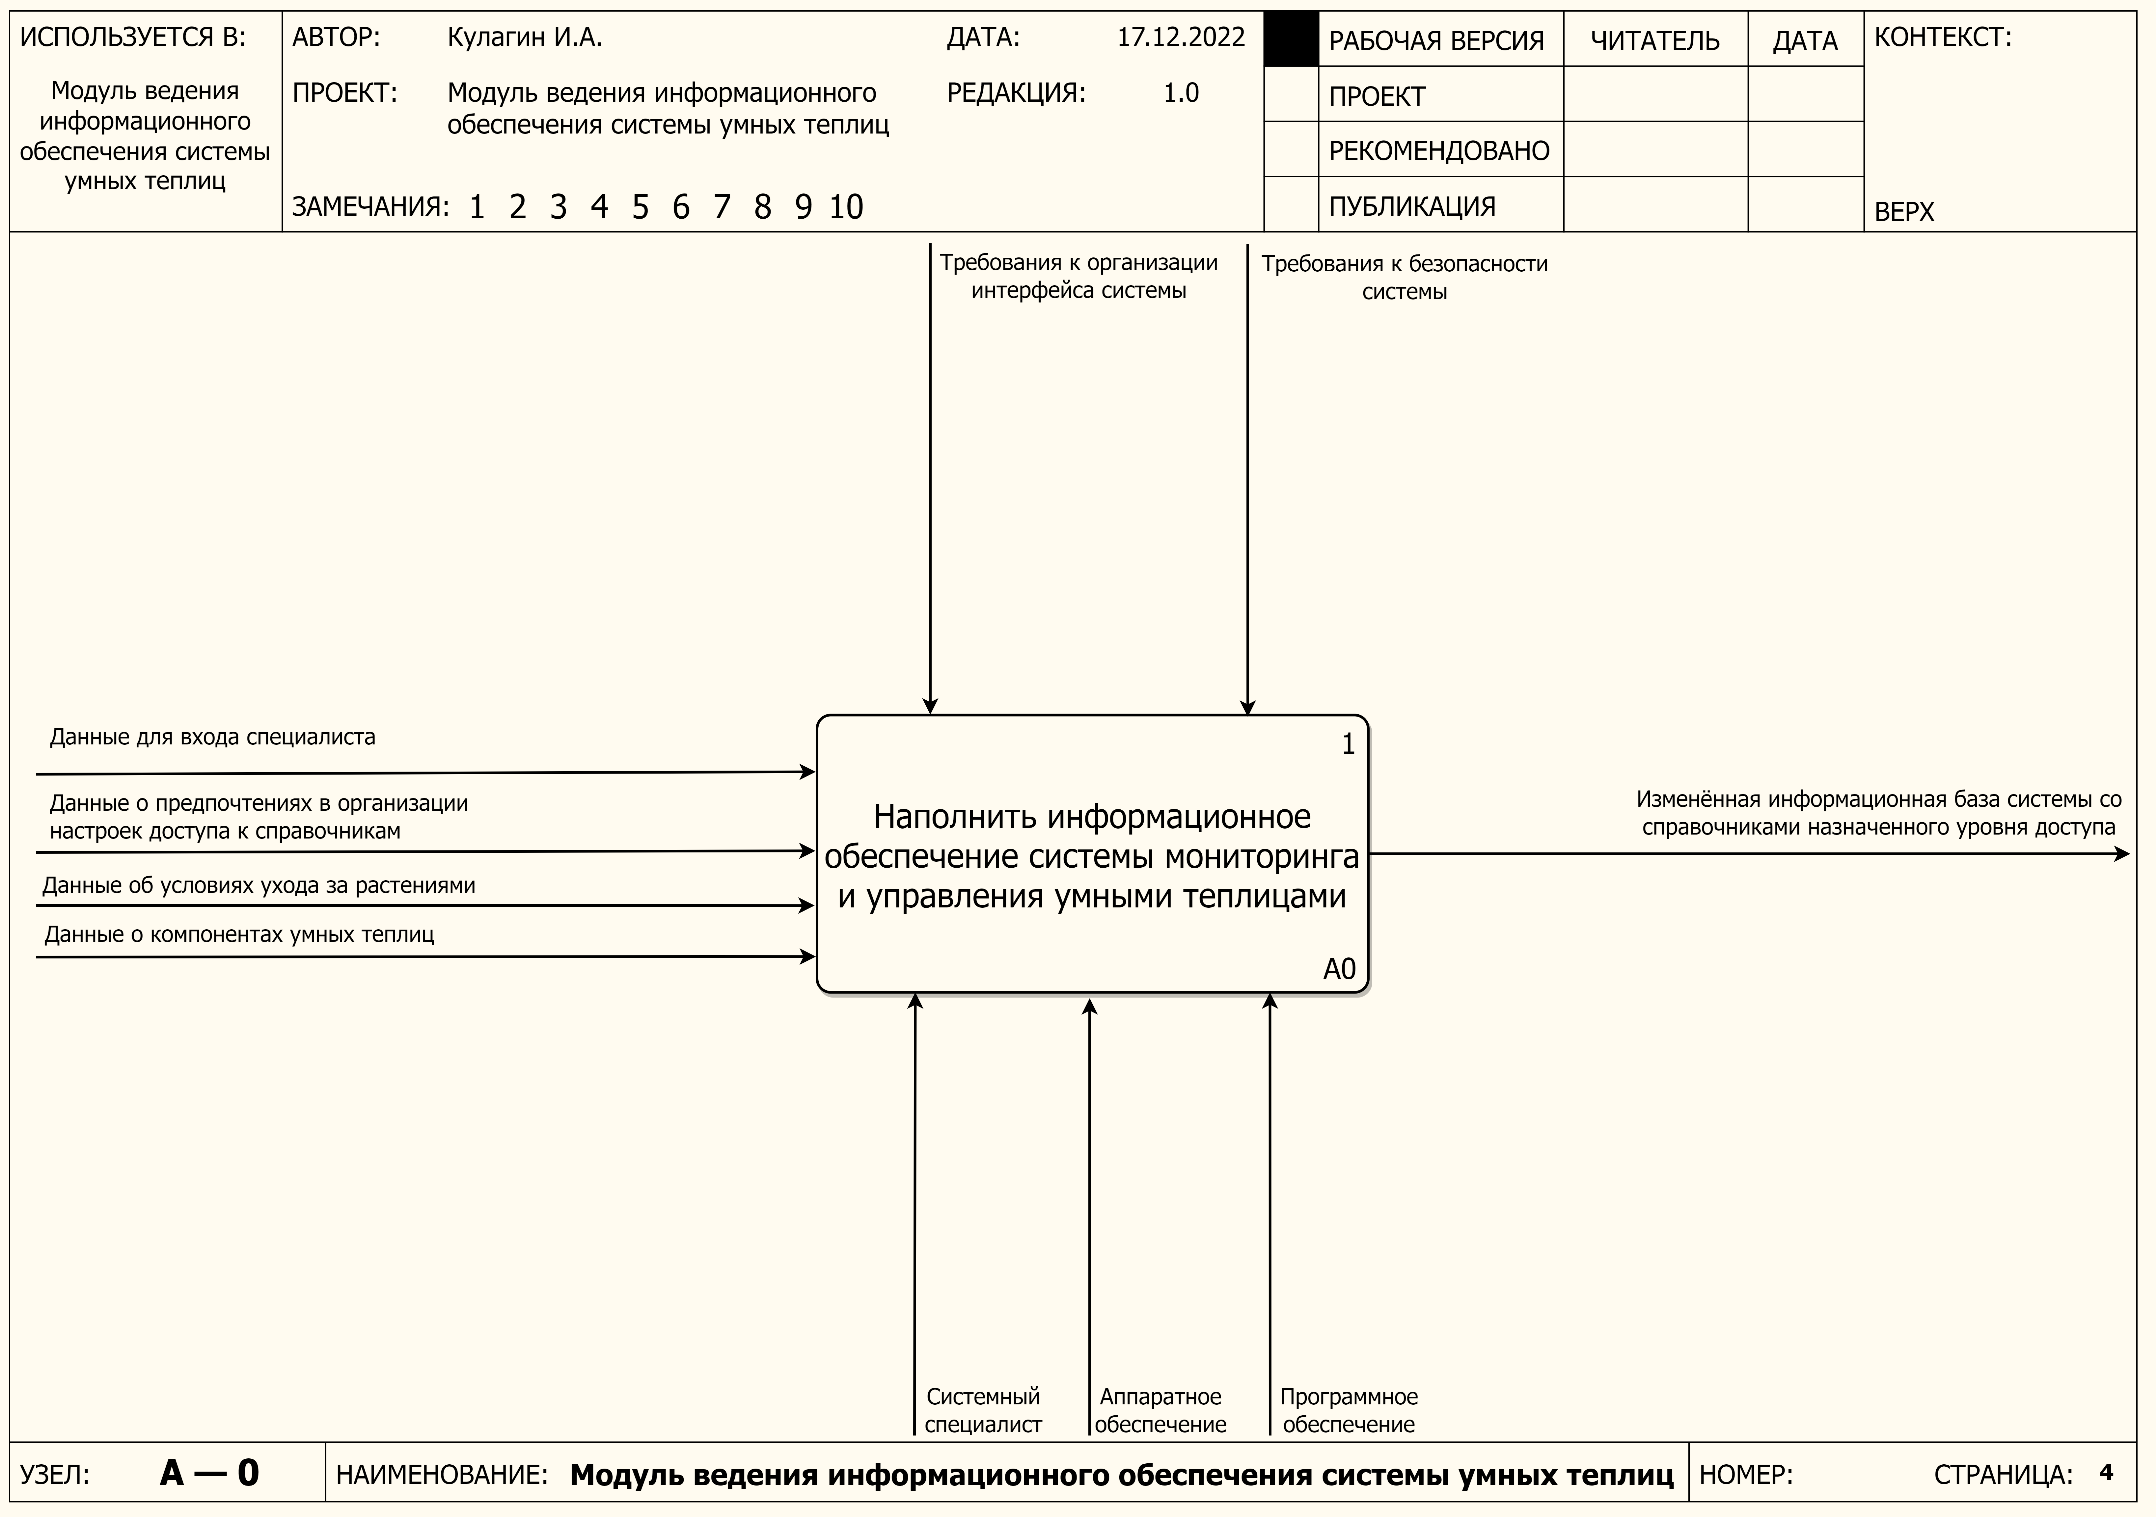 ИСПОЛЬЗУЕТСЯ В:
Модуль ведения
информационного
обеспечения системы
умных теплиц
АВТОР: Кулагин И.А. ДАТА: 17.12.2022
ПРОЕКТ: Модуль ведения информационного РЕДАКЦИЯ: 1.0
обеспечения системы умных теплиц
ЗАМЕЧАНИЯ: 1 2 3 4 5 6 7 8 9 10
РАБОЧАЯ ВЕРСИЯ ЧИТАТЕЛЬ ДАТА
ПРОЕКТ
РЕКОМЕНДОВАНО
ПУБЛИКАЦИЯ
КОНТЕКСТ:
ВЕРХ
Требования к организации
интерфейса системы
Требования к безопасности
системы
Данные для входа специалиста
Данные о предпочтениях в организации
настроек доступа к справочникам
Данные об условиях ухода за растениями
Данные о компонентах умных теплиц
1
Наполнить информационное
обеспечение системы мониторинга
и управления умными теплицами
A0
Изменённая информационная база системы со
справочниками назначенного уровня доступа
Системный
специалист
Аппаратное
обеспечение
Программное
обеспечение
УЗЕЛ: А — 0
НАИМЕНОВАНИЕ: Модуль ведения информационного обеспечения системы умных теплиц
НОМЕР: СТРАНИЦА: 4